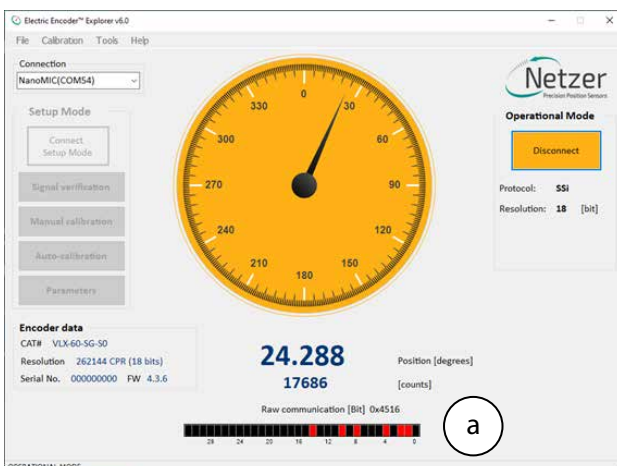 Electric Encoder™ Explorer v6.0
File Calibration Tools Help
Connection
NanoMIC(COM54)
Setup Mode
Connect
Setup Mode
Signal verification
Manual calibration
Auto-calibration
Parameters
Encoder data
CAT# VLX-60-SG-S0
Resolution 262144 CPR (18 bits)
Serial No. 000000000 FW 4.3.6
0
30
60
90
120
150
180
210
240
270
300
330
24.288 Position [degrees]
17686 [counts]
Raw communication [Bit] 0x4516
28 24 20 16 12 8 4 0
a
Netzer
Precision Position Sensors
Operational Mode
Disconnect
Protocol: SSi
Resolution: 18 [bit]
OPERATIONAL MODE